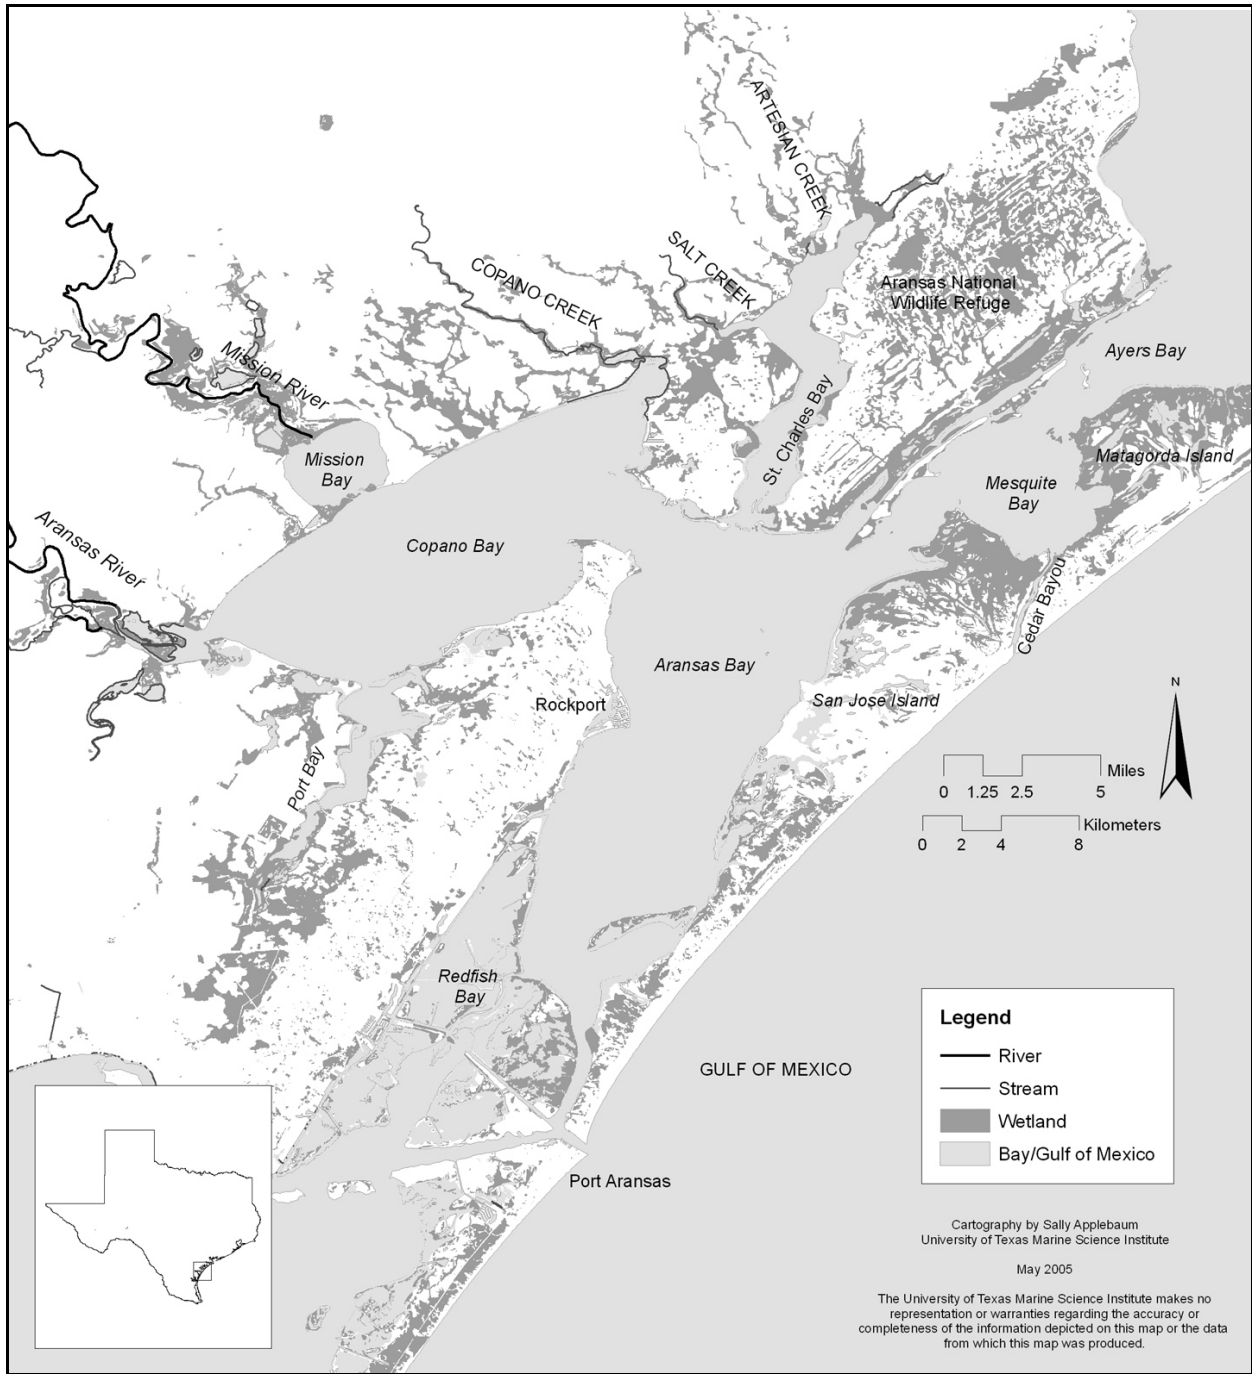 ARTESIAN CREEK
SALT CREEK
COPANO CREEK
Aransas National
Wildlife Refuge
Mission River
Ayers Bay
St. Charles Bay
Mission
Bay
Matagorda Island
Mesquite
Bay
Aransas River
Copano Bay
Cedar Bayou
Aransas Bay
San Jose Island
Rockport
N
Port Bay
Miles
0 1.25 2.5 5
Kilometers
0 2 4 8
Redfish
Bay
Legend
River
Stream
Wetland
Bay/Gulf of Mexico
GULF OF MEXICO
Port Aransas
Cartography by Sally Applebaum
University of Texas Marine Science Institute
May 2005
The University of Texas Marine Science Institute makes no
representation or warranties regarding the accuracy or
completeness of the information depicted on this map or the data
from which this map was produced.